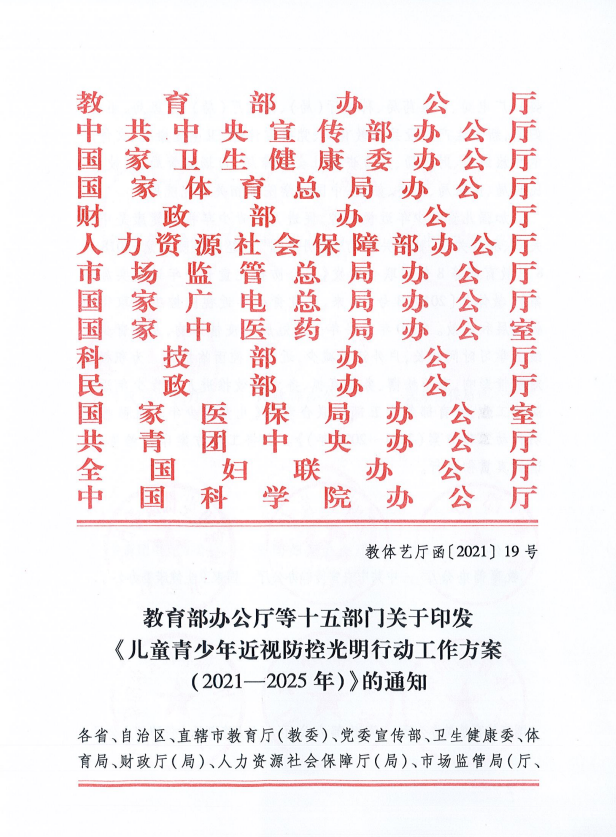 教育部办公厅
中共中央宣传部办公厅
国家卫生健康委办公厅
国家体育总局办公厅
财政部办公厅
人力资源社会保障部办公厅
市场监管总局办公厅
国家广电总局办公厅
国家中医药局办公室
科技部办公厅
民政部办公厅
国家医保局办公室
共青团中央办公厅
全国妇联办公厅
中国科学院办公厅
教体艺厅函〔2021〕19号
教育部办公厅等十五部门关于印发
《儿童青少年近视防控光明行动工作方案
(2021—2025年)》的通知
各省、自治区、直辖市教育厅(教委)、党委宣传部、卫生健康委、体
育局、财政厅(局)、人力资源社会保障厅(局)、市场监管局(厅、